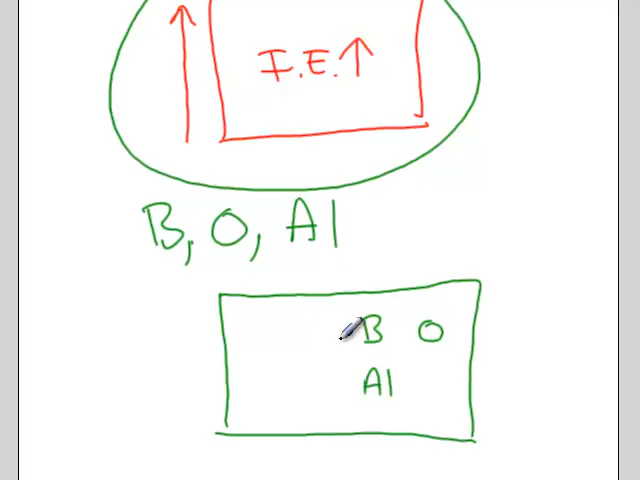 I.E.↑
B, O, Al
B O
Al